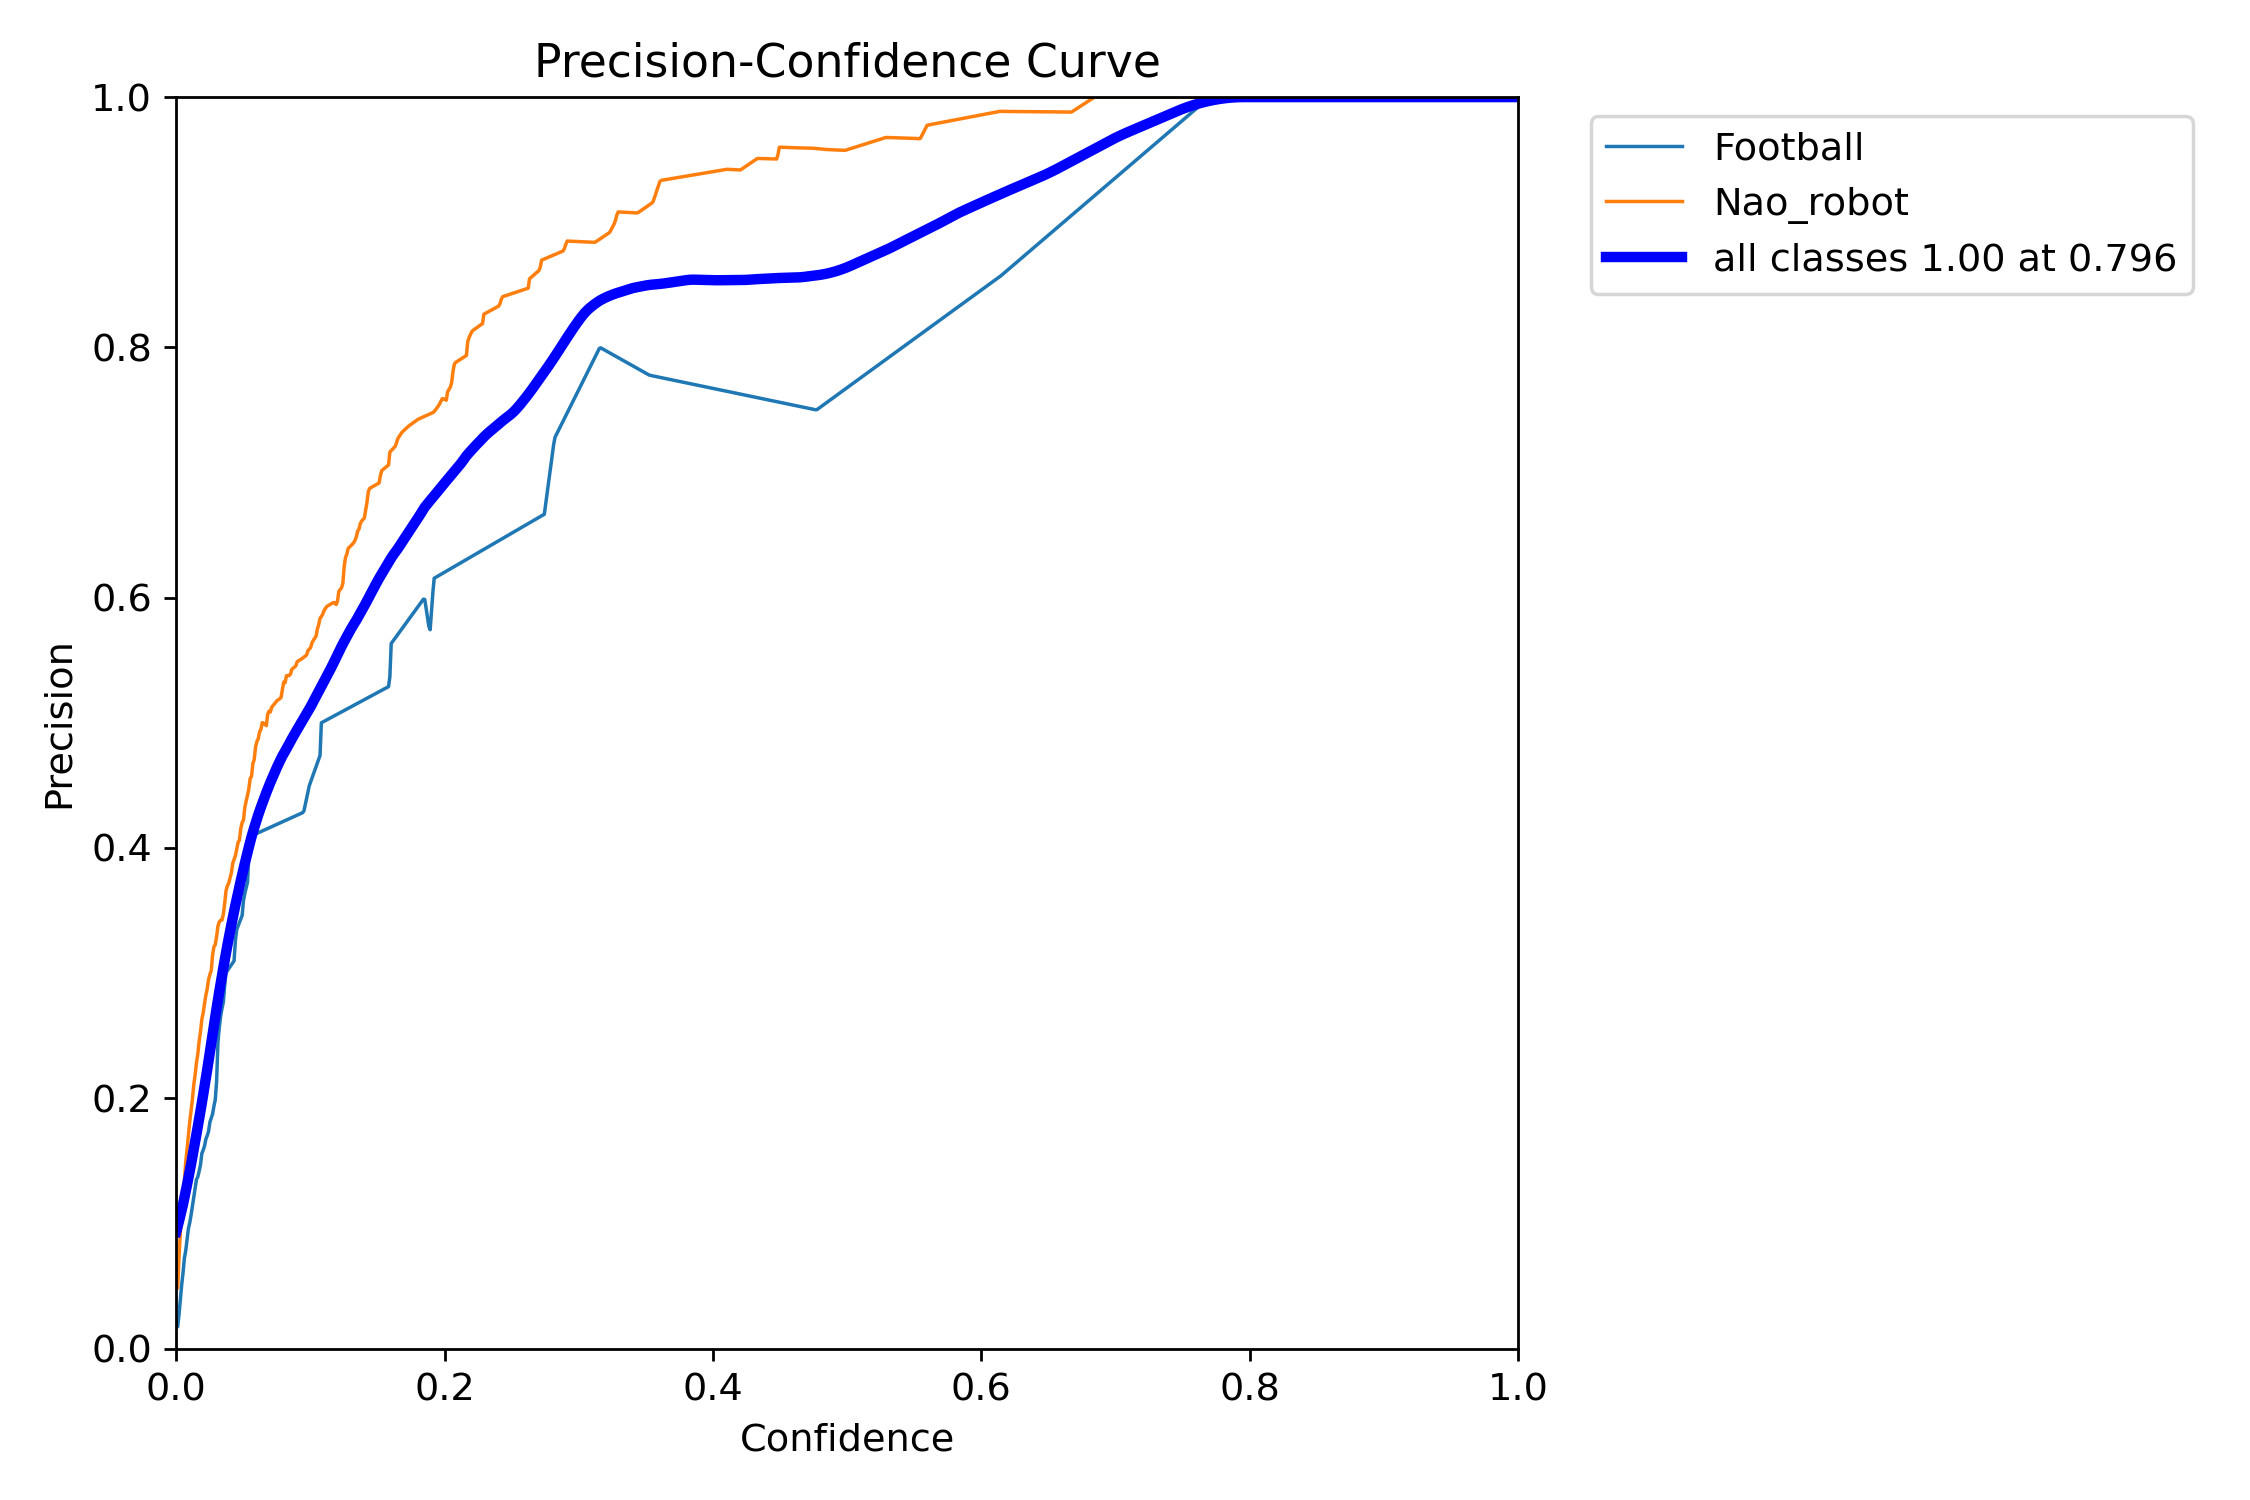 Precision-Confidence Curve
1.0
0.8
0.6
0.4
0.2
0.0
Precision
0.0 0.2 0.4 0.6 0.8 1.0
Confidence
Football
Nao_robot
all classes 1.00 at 0.796